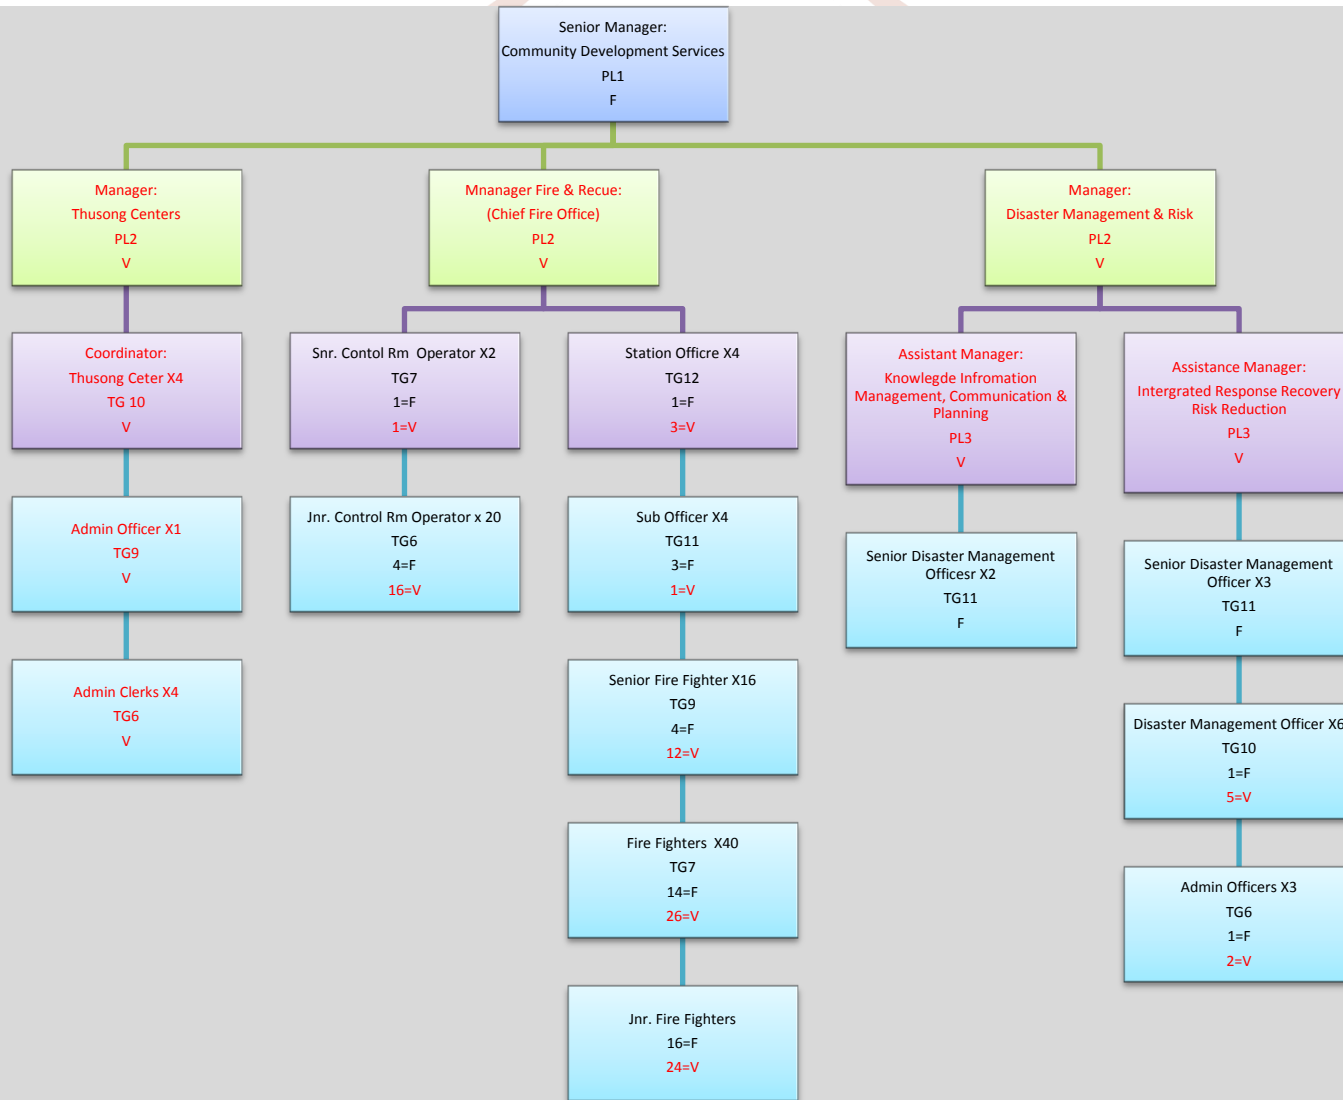 Senior Manager:
Community Development Services
PL1
F
Manager:
Thusong Centers
PL2
V
Mnanager Fire & Recue:
(Chief Fire Office)
PL2
V
Manager:
Disaster Management & Risk
PL2
V
Coordinator:
Thusong Ceter X4
TG 10
V
Admin Officer X1
TG9
V
Admin Clerks X4
TG6
V
Snr. Contol Rm Operator X2
TG7
1=F
1=V
Jnr. Control Rm Operator x 20
TG6
4=F
16=V
Station Officre X4
TG12
1=F
3=V
Sub Officer X4
TG11
3=F
1=V
Senior Fire Fighter X16
TG9
4=F
12=V
Fire Fighters X40
TG7
14=F
26=V
Jnr. Fire Fighters
16=F
24=V
Assistant Manager:
Knowlegde Infromation
Management, Communication &
Planning
PL3
V
Senior Disaster Management
Officesr X2
TG11
F
Assistance Manager:
Intergrated Response Recovery
Risk Reduction
PL3
V
Senior Disaster Management
Officer X3
TG11
F
Disaster Management Officer X6
TG10
1=F
5=V
Admin Officers X3
TG6
1=F
2=V